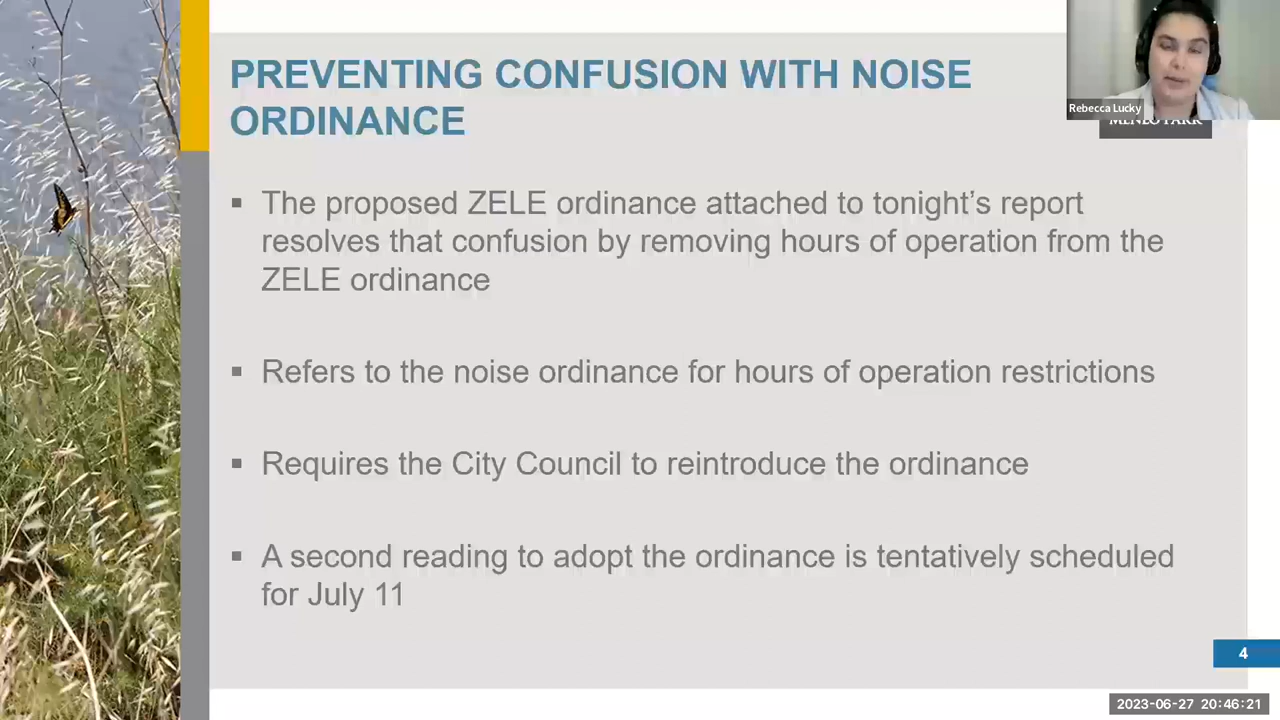 PREVENTING CONFUSION WITH NOISE
ORDINANCE
Rebecca Lucky
MENLO PARK
▪ The proposed ZELE ordinance attached to tonight's report
resolves that confusion by removing hours of operation from the
ZELE ordinance
▪ Refers to the noise ordinance for hours of operation restrictions
▪ Requires the City Council to reintroduce the ordinance
▪ A second reading to adopt the ordinance is tentatively scheduled
for July 11
4
2023-06-27 20:46:21